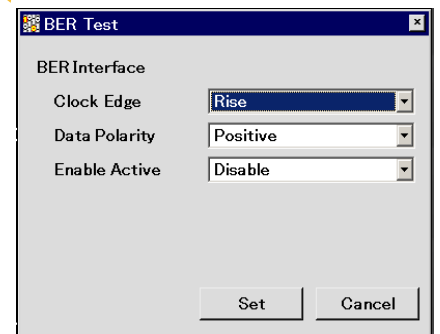 BER Test
BER Interface
Clock Edge Rise
Data Polarity Positive
Enable Active Disable
Set Cancel